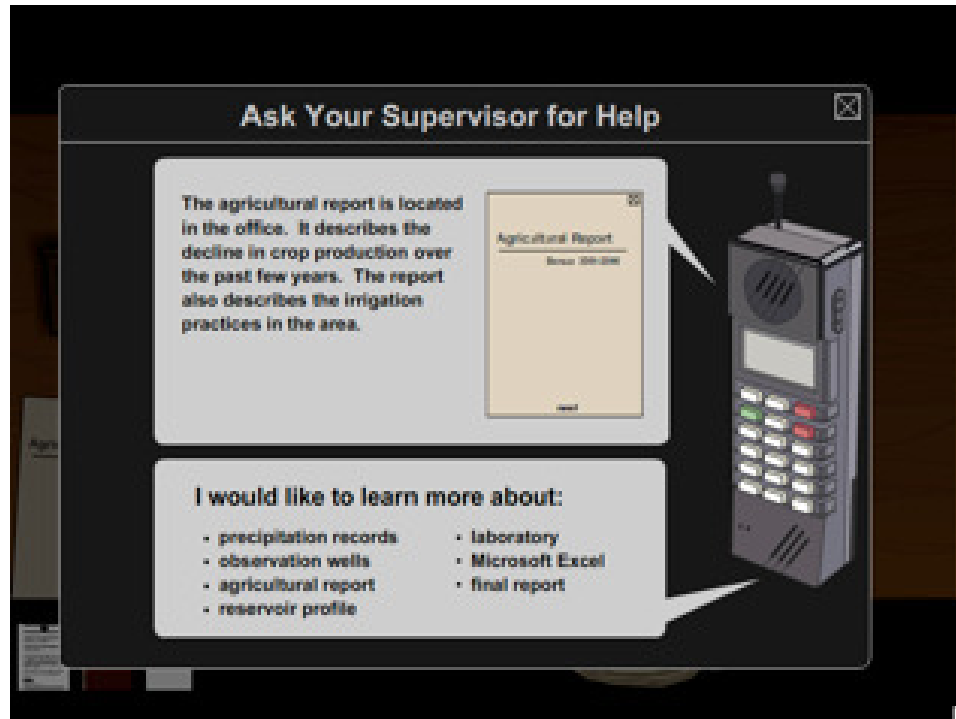 Ask Your Supervisor for Help
The agricultural report is located
in the office. It describes the
decline in crop production over
the past few years. The report
also describes the irrigation
practices in the area.
Agricultural Report
I would like to learn more about:
• precipitation records
• observation wells
• agricultural report
• reservoir profile
• laboratory
• Microsoft Excel
• final report